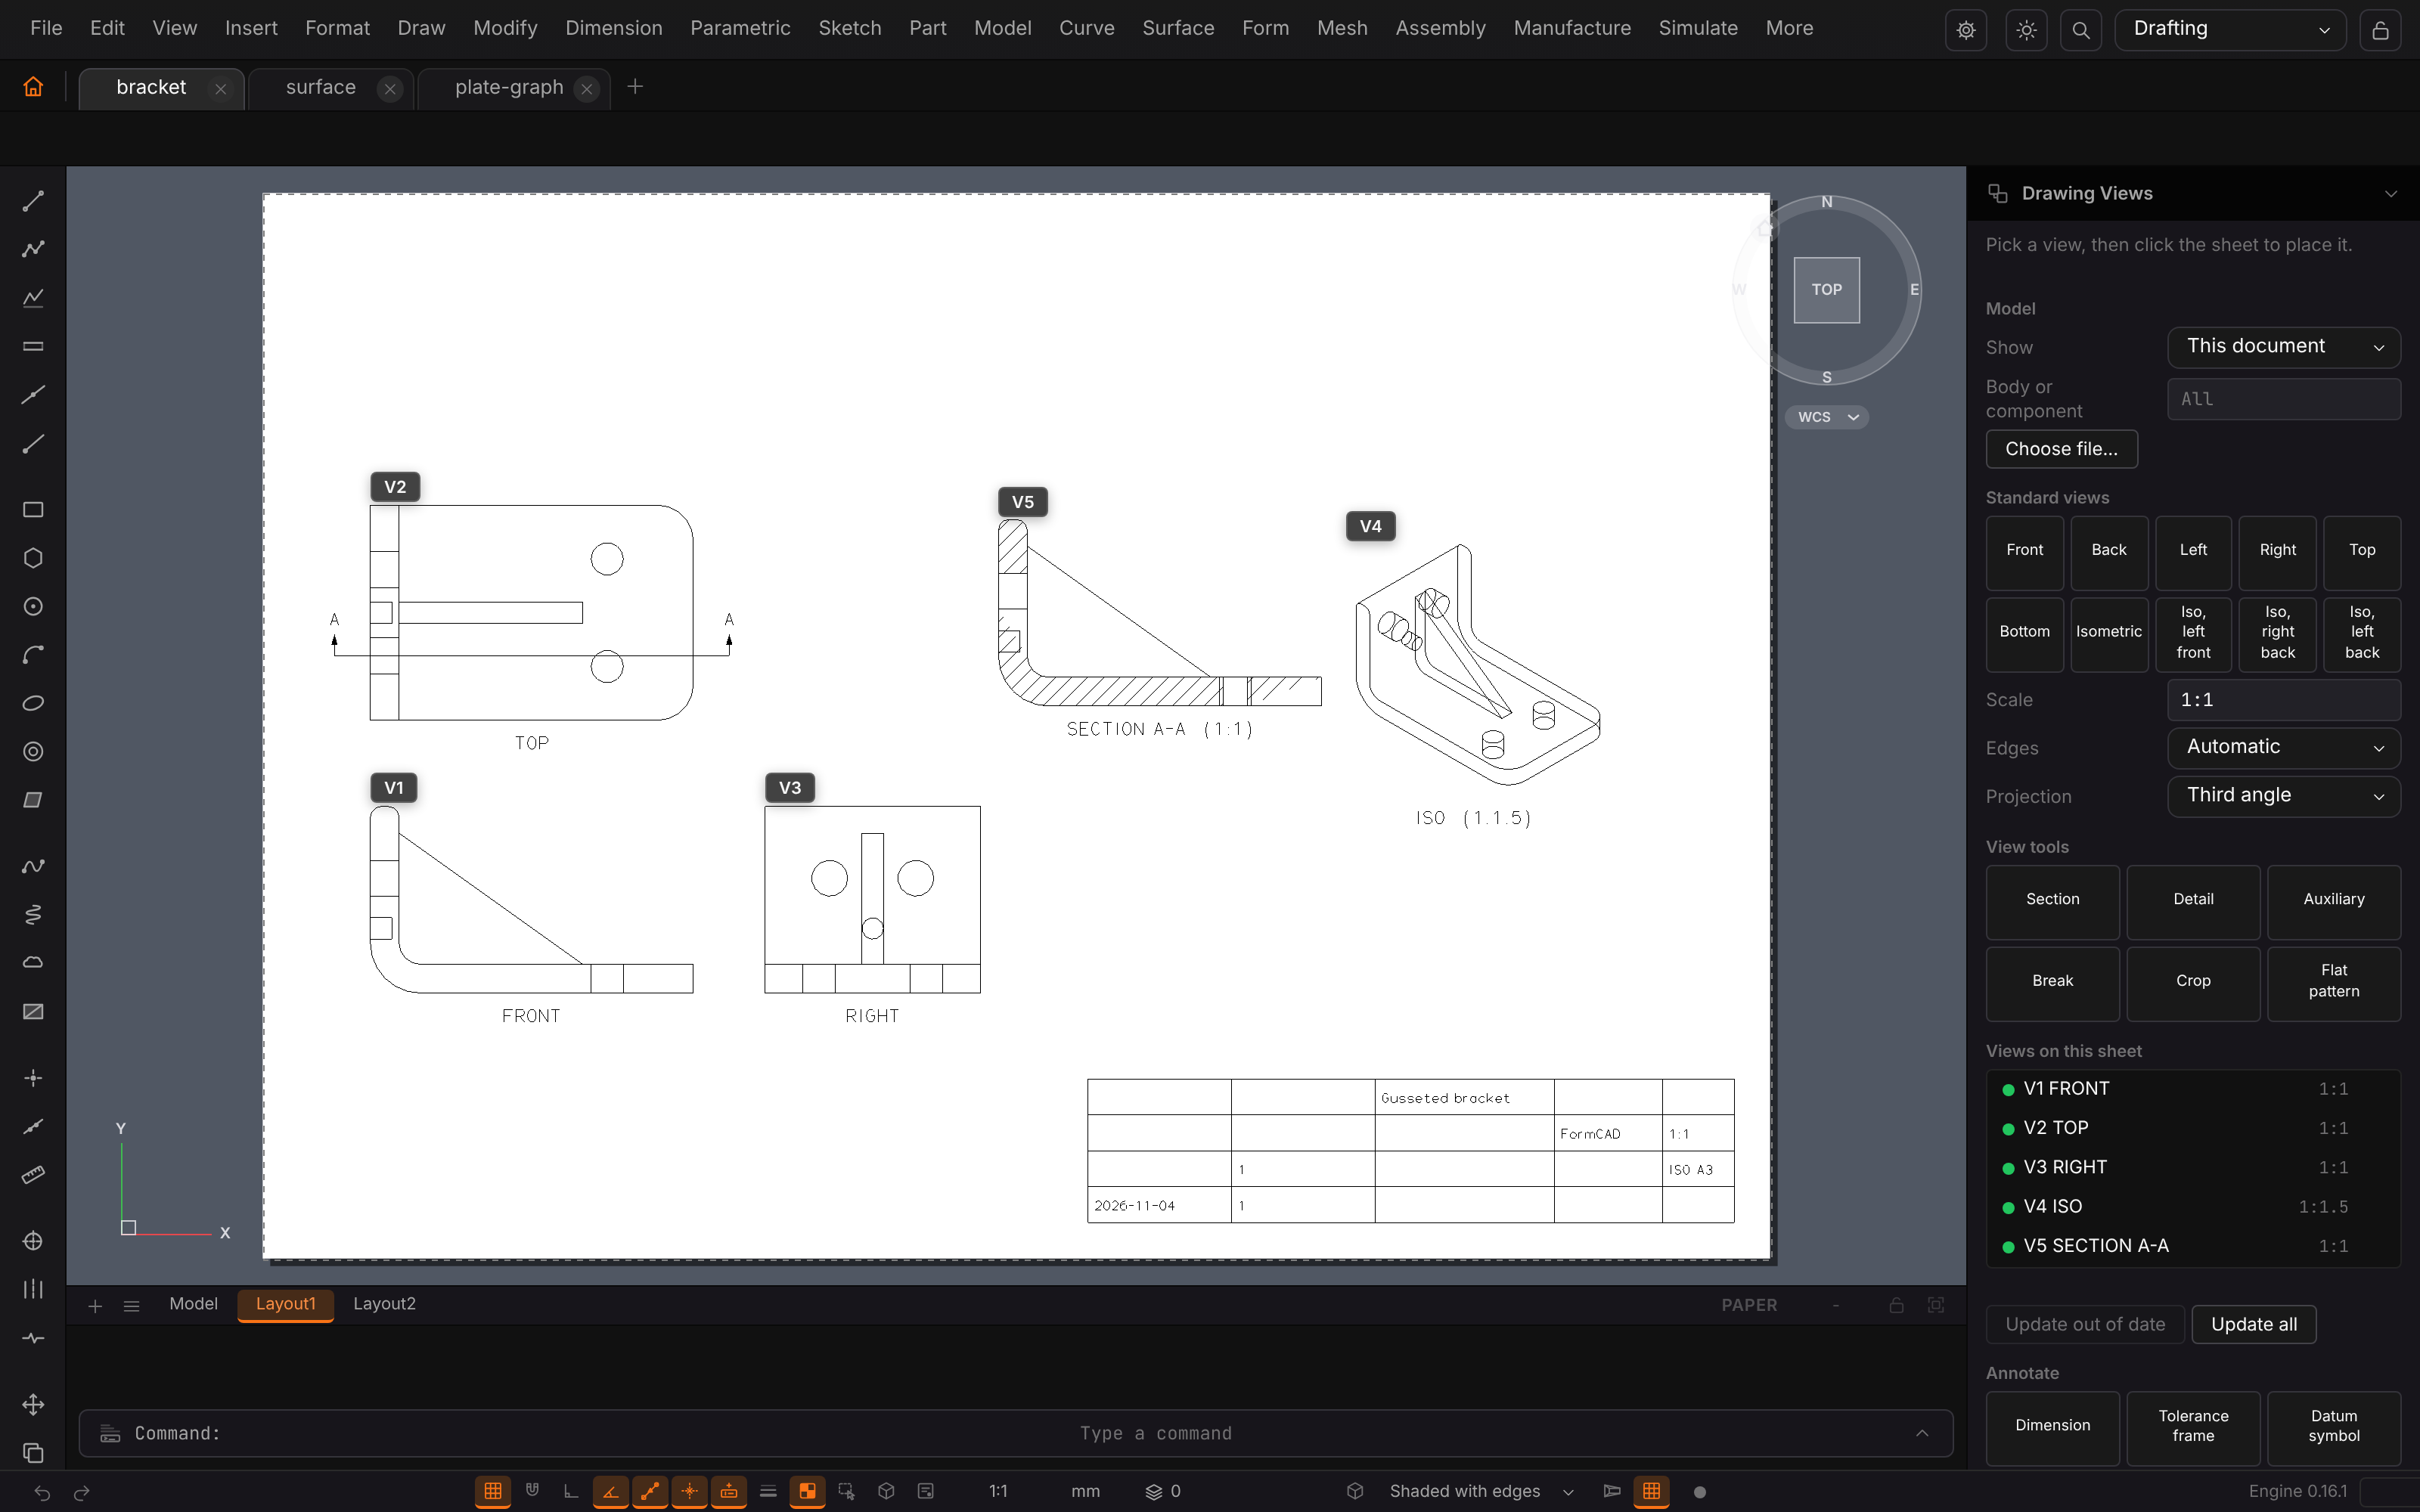 File Edit View Insert Format Draw Modify Dimension Parametric Sketch Part Model Curve Surface Form Mesh Assembly Manufacture Simulate More Drafting
bracket surface plate-graph
Drawing Views
Pick a view, then click the sheet to place it.
Model
Show This document
Body or
component
All
Choose file...
Standard views
Front Back Left Right Top
Bottom
Isometric
Iso,
left
front
Iso,
right
back
Iso,
left
back
Scale 1:1
Edges Automatic
Projection Third angle
View tools
Section Detail Auxiliary
Break Crop
Flat
pattern
Views on this sheet
V1 FRONT 1:1
V2 TOP 1:1
V3 RIGHT 1:1
V4 ISO 1:1.5
V5 SECTION A-A 1:1
Update out of date Update all
Annotate
Dimension
Tolerance
frame
Datum
symbol
N
W TOP E
S
WCS
V2
A A
TOP
V5
SECTION A-A (1:1)
V4
ISO (1.1.5)
V1
FRONT
V3
RIGHT
Gusseted bracket
FormCAD 1:1
1 ISO A3
2026-11-04 1
Y
X
Model Layout1 Layout2 PAPER -
Command: Type a command
1:1 mm 0 Shaded with edges Engine 0.16.1